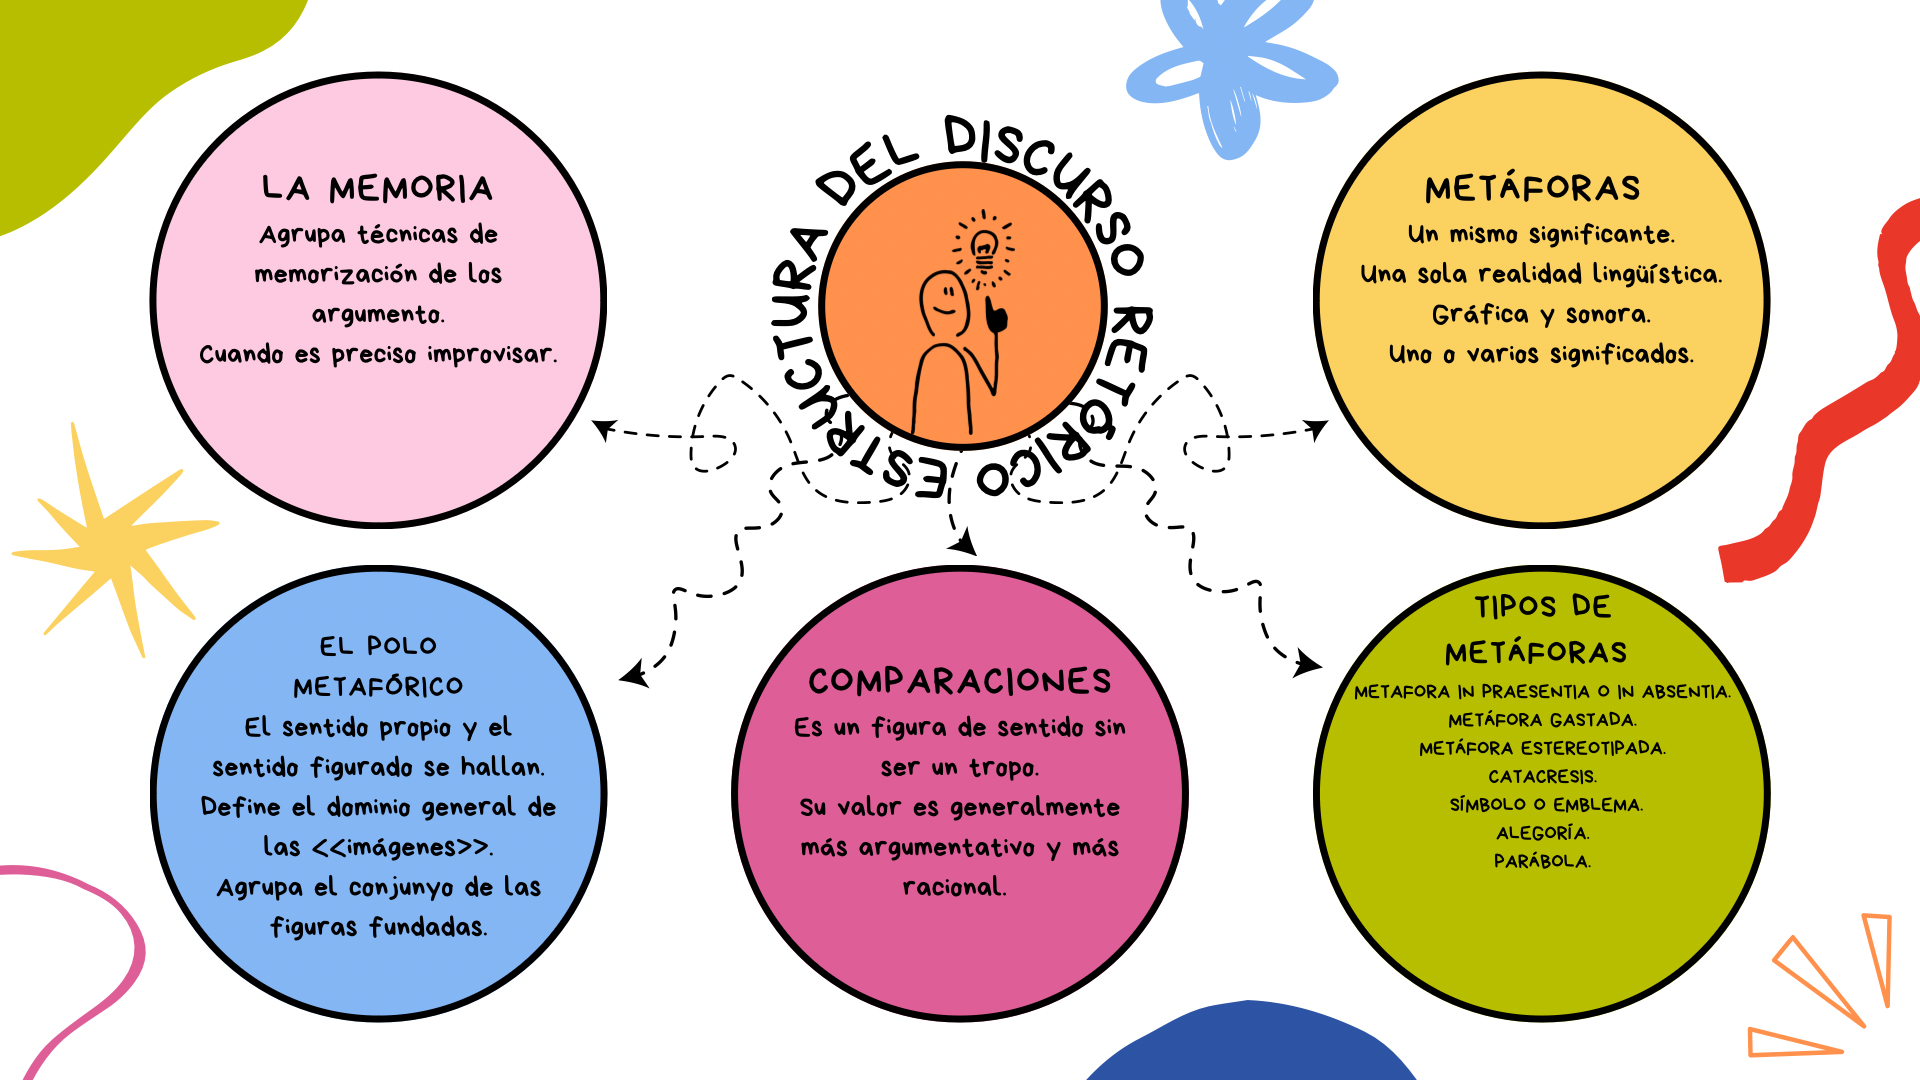 ESTRUCTURA DEL DISCURSO RETÓRICO
LA MEMORIA
Agrupa técnicas de
memorización de los
argumento.
Cuando es preciso improvisar.
METÁFORAS
Un mismo significante.
Una sola realidad lingüística.
Gráfica y sonora.
Uno o varios significados.
EL POLO
METAFÓRICO
El sentido propio y el
sentido figurado se hallan.
Define el dominio general de
las <<imágenes>>.
Agrupa el conjunyo de las
figuras fundadas.
COMPARACIONES
Es un figura de sentido sin
ser un tropo.
Su valor es generalmente
más argumentativo y más
racional.
TIPOS DE
METÁFORAS
METAFORA IN PRAESENTIA O IN ABSENTIA.
METÁFORA GASTADA.
METÁFORA ESTEREOTIPADA.
CATACRESIS.
SÍMBOLO O EMBLEMA.
ALEGORÍA.
PARÁBOLA.